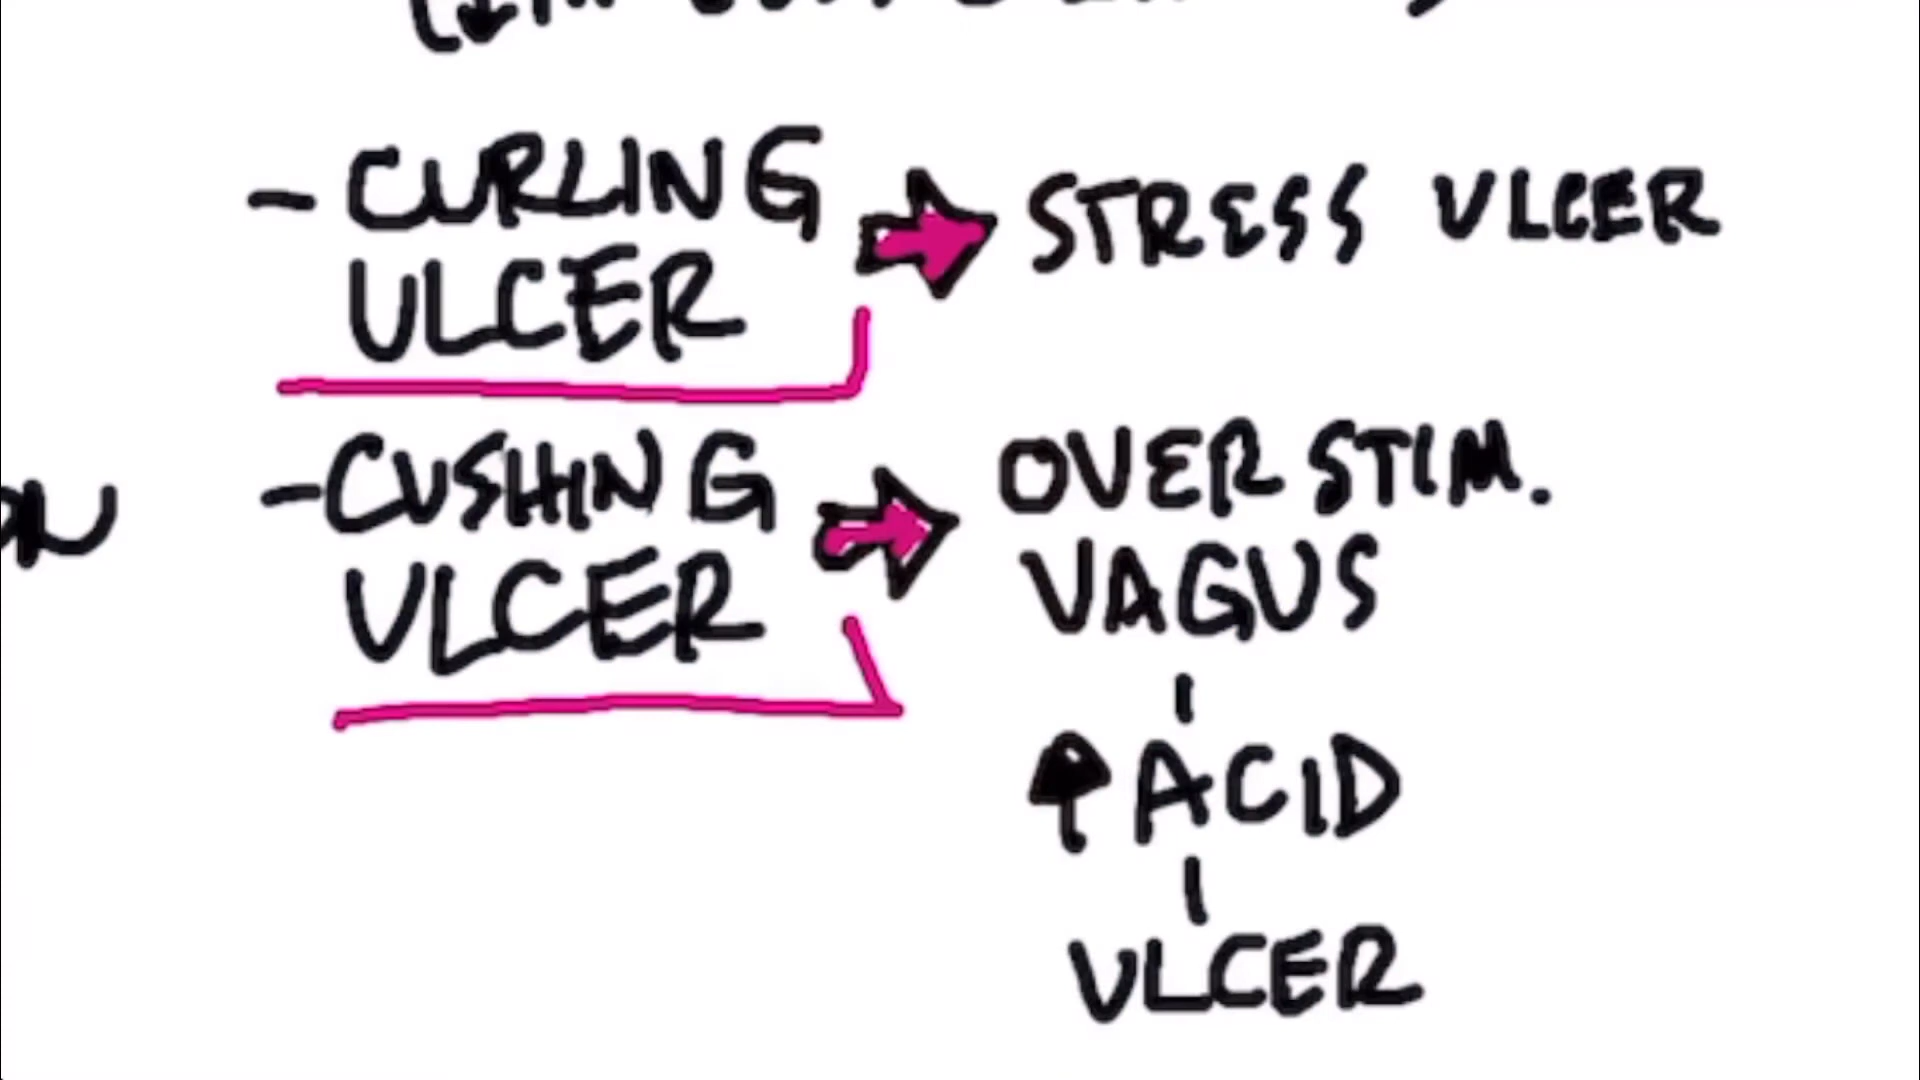 - CURLING
ULCER
STRESS ULCER
- CUSHING
ULCER
OVER STIM.
VAGUS
ACID
ULCER